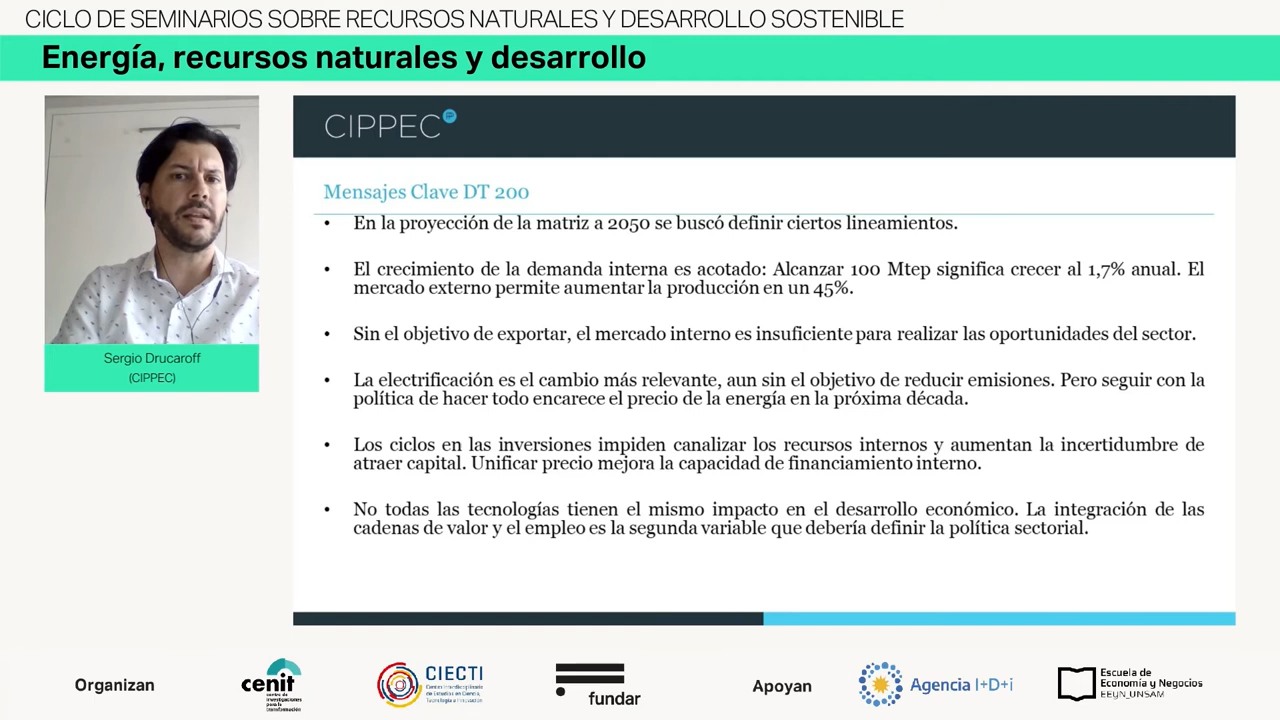 CICLO DE SEMINARIOS SOBRE RECURSOS NATURALES Y DESARROLLO SOSTENIBLE
Energía, recursos naturales y desarrollo
CIPPEC
Sergio Drucaroff
(CIPPEC)
Mensajes Clave DT 200
• En la proyección de la matriz a 2050 se buscó definir ciertos lineamientos.
• El crecimiento de la demanda interna es acotado: Alcanzar 100 Mtep significa crecer al 1,7% anual. El
mercado externo permite aumentar la producción en un 45%.
• Sin el objetivo de exportar, el mercado interno es insuficiente para realizar las oportunidades del sector.
• La electrificación es el cambio más relevante, aun sin el objetivo de reducir emisiones. Pero seguir con la
política de hacer todo encarece el precio de la energía en la próxima década.
• Los ciclos en las inversiones impiden canalizar los recursos internos y aumentan la incertidumbre de
atraer capital. Unificar precio mejora la capacidad de financiamiento interno.
• No todas las tecnologías tienen el mismo impacto en el desarrollo económico. La integración de las
cadenas de valor y el empleo es la segunda variable que debería definir la política sectorial.
Organizan
cenit
centro de
investigaciones
para la
transformación
CIECTI
Centro Interdisciplinario
de Estudios en Ciencia,
Tecnología e Innovación
fundar
Apoyan
Agencia I+D+i
Escuela de
Economía y Negocios
EEYN_UNSAM